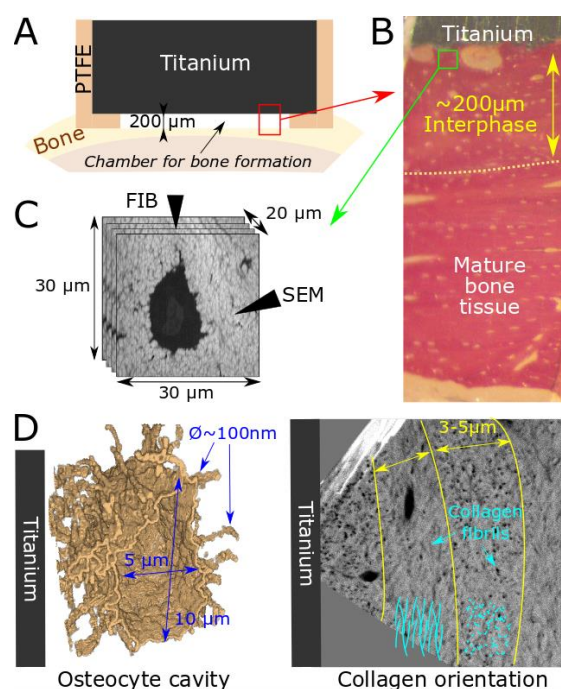 A
PTFE
Titanium
200 µm
Bone
Chamber for bone formation
B
Titanium
~200µm
Interphase
Mature
bone
tissue
C
FIB
20 µm
30 µm
SEM
30 µm
D
Titanium
Ø~100nm
5 µm
10 µm
Osteocyte cavity
Titanium
3-5µm
Collagen
fibrils
Collagen orientation